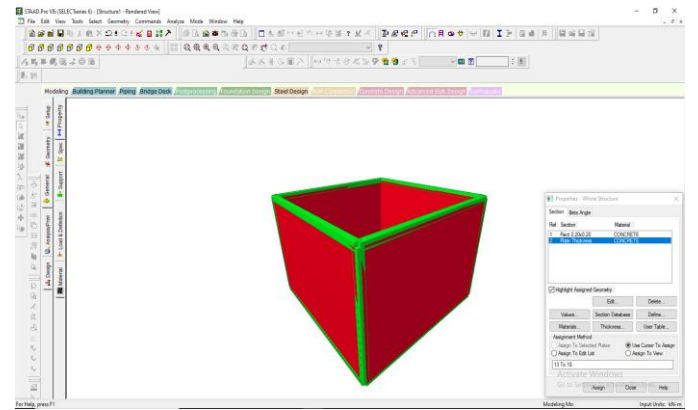 STAAD.Pro V8i (SELECTseries 6) - [Structure1 - Rendered View]
File Edit View Tools Select Geometry Commands Analyze Mode Window Help
Modeling Building Planner Piping Bridge Deck Postprocessing Foundation Design Steel Design Concrete Design Advanced Slab Design
Setup
Geometry
General
Analysis/Print
Design
Property
Spec
Support
Load & Definition
Material
Properties - Whole Structure
Section Beta Angle
Ref Section Material
1 Rect 0.20x0.20 CONCRETE
2 Plate Thickness CONCRETE
Highlight Assigned Geometry
Edit... Delete...
Values... Section Database Define...
Materials... Thickness... User Table...
Assignment Method
Assign To Selected Plates Use Cursor To Assign
Assign To Edit List Assign To View
13 To 16
Activate Windows
Assign Close Help
For Help, press F1
Input Units: kN-m